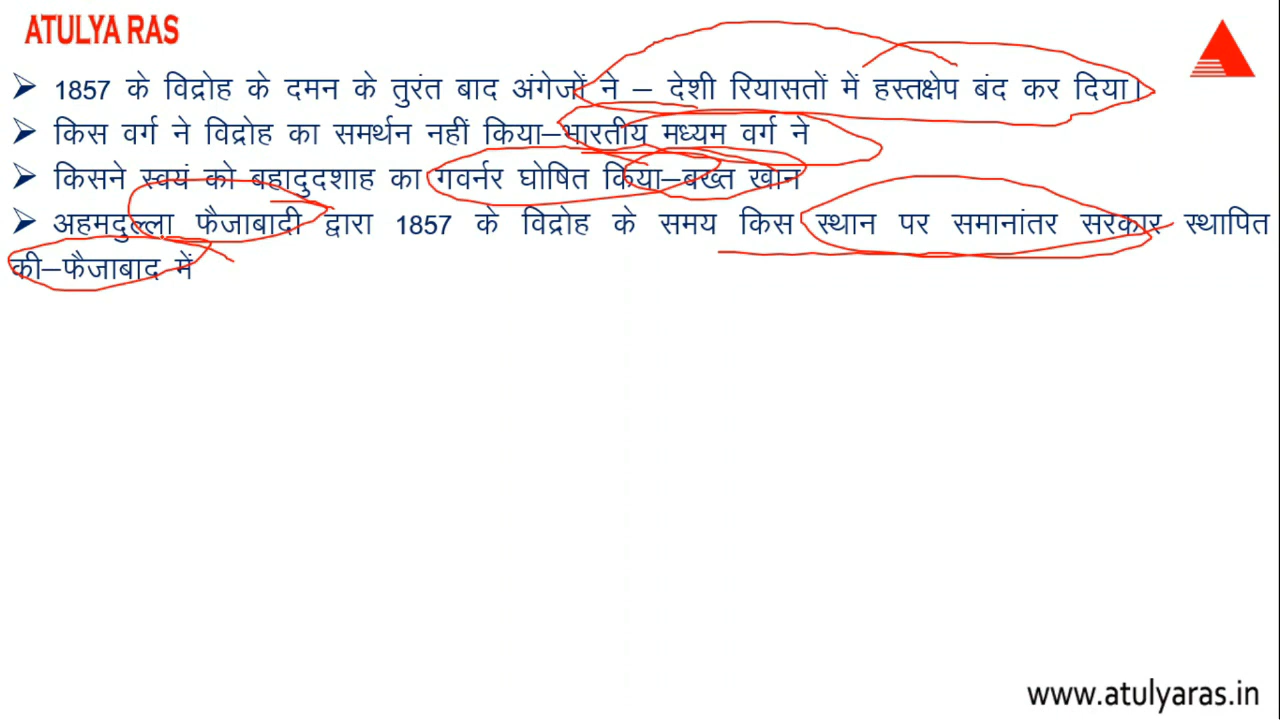 ATULYA RAS
➢ 1857 के विद्रोह के दमन के तुरंत बाद अंगेजों ने – देशी रियासतों में हस्तक्षेप बंद कर दिया।
➢ किस वर्ग ने विद्रोह का समर्थन नहीं किया–भारतीय मध्यम वर्ग ने
➢ किसने स्वयं को बहादुदशाह का गवर्नर घोषित किया–बख्त खान
➢ अहमदुल्ला फैजाबादी द्वारा 1857 के विद्रोह के समय किस स्थान पर समानांतर सरकार स्थापित
की–फैजाबाद में
www.atulyaras.in